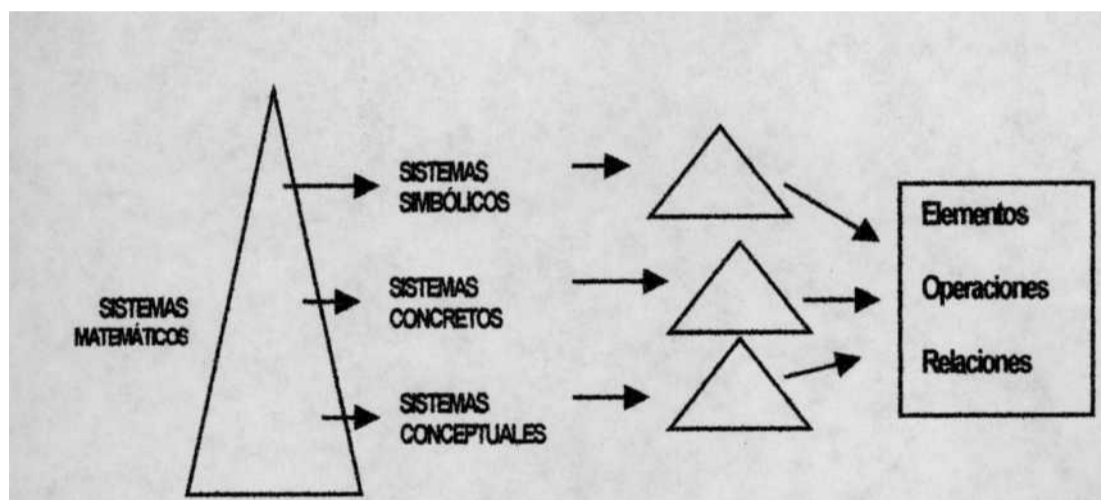 SISTEMAS
SIMBÓLICOS
SISTEMAS
MATEMÁTICOS
SISTEMAS
CONCRETOS
SISTEMAS
CONCEPTUALES
Elementos
Operaciones
Relaciones